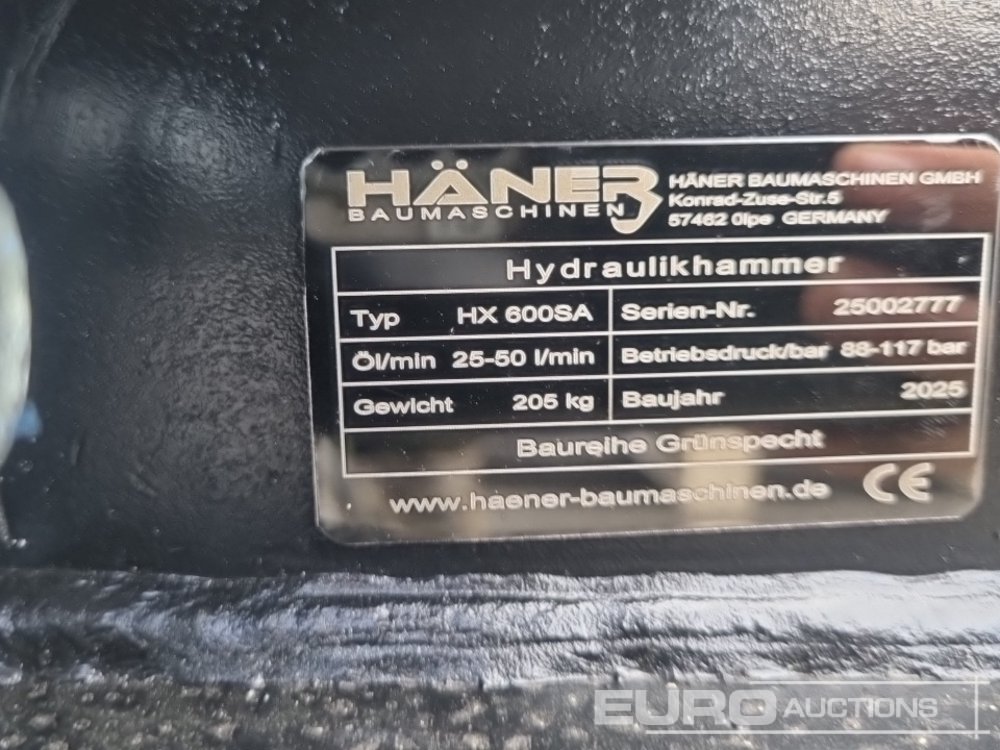 HÄNER
BAUMASCHINEN
HÄNER BAUMASCHINEN GMBH
Konrad-Zuse-Str.5
57462 Olpe GERMANY
Hydraulikhammer
Typ HX 600SA Serien-Nr. 25002777
Öl/min 25-50 l/min Betriebsdruck/bar 88-117 bar
Gewicht 205 kg Baujahr 2025
Baureihe Grünspecht
www.haener-baumaschinen.de CE
EURO AUCTIONS